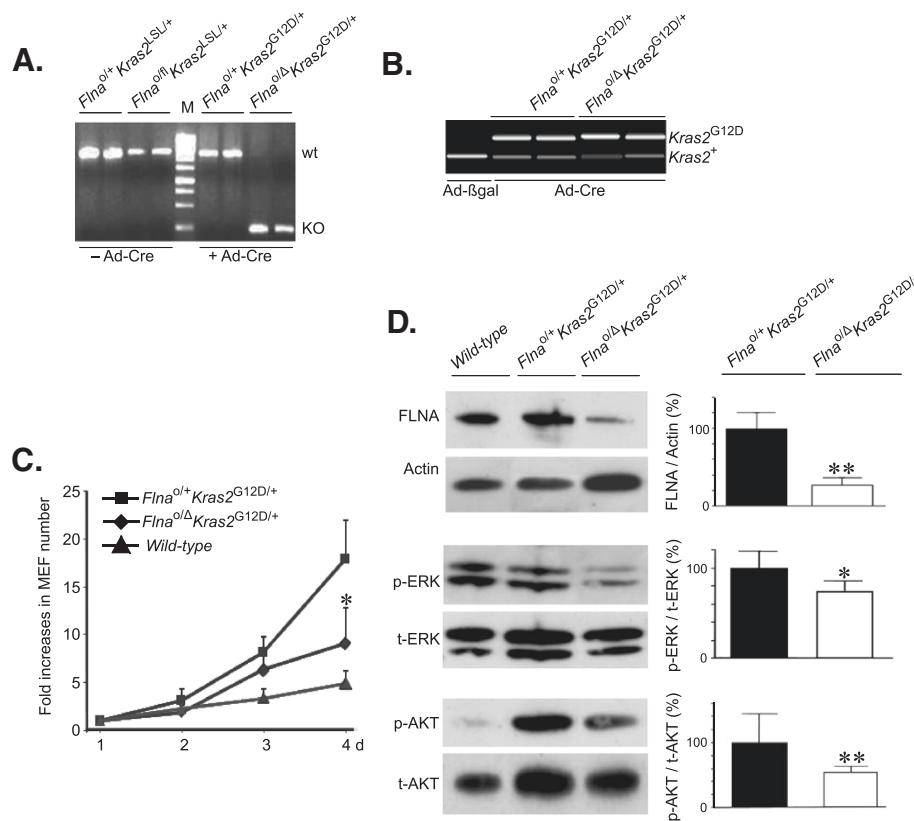 A.
Flna^o/+ Kras2^LSL/+
Flna^o/fl Kras2^LSL/+
M
Flna^o/+ Kras2^G12D/+
Flna^o/Δ Kras2^G12D/+
wt
KO
– Ad-Cre
+ Ad-Cre
B.
Flna^o/+ Kras2^G12D/+
Flna^o/Δ Kras2^G12D/+
Kras2^G12D
Kras2^+
Ad-ßgal
Ad-Cre
C.
Fold increases in MEF number
25
20
15
10
5
0
1 2 3 4 d
Flna^o/+Kras2^G12D/+
Flna^o/ΔKras2^G12D/+
Wild-type
*
D.
Wild-type
Flna^o/+ Kras2^G12D/+
Flna^o/Δ Kras2^G12D/+
FLNA
Actin
p-ERK
t-ERK
p-AKT
t-AKT
Flna^o/+ Kras2^G12D/+
Flna^o/Δ Kras2^G12D/
FLNA / Actin (%)
100
0
**
p-ERK / t-ERK (%)
100
0
*
p-AKT / t-AKT (%)
100
0
**